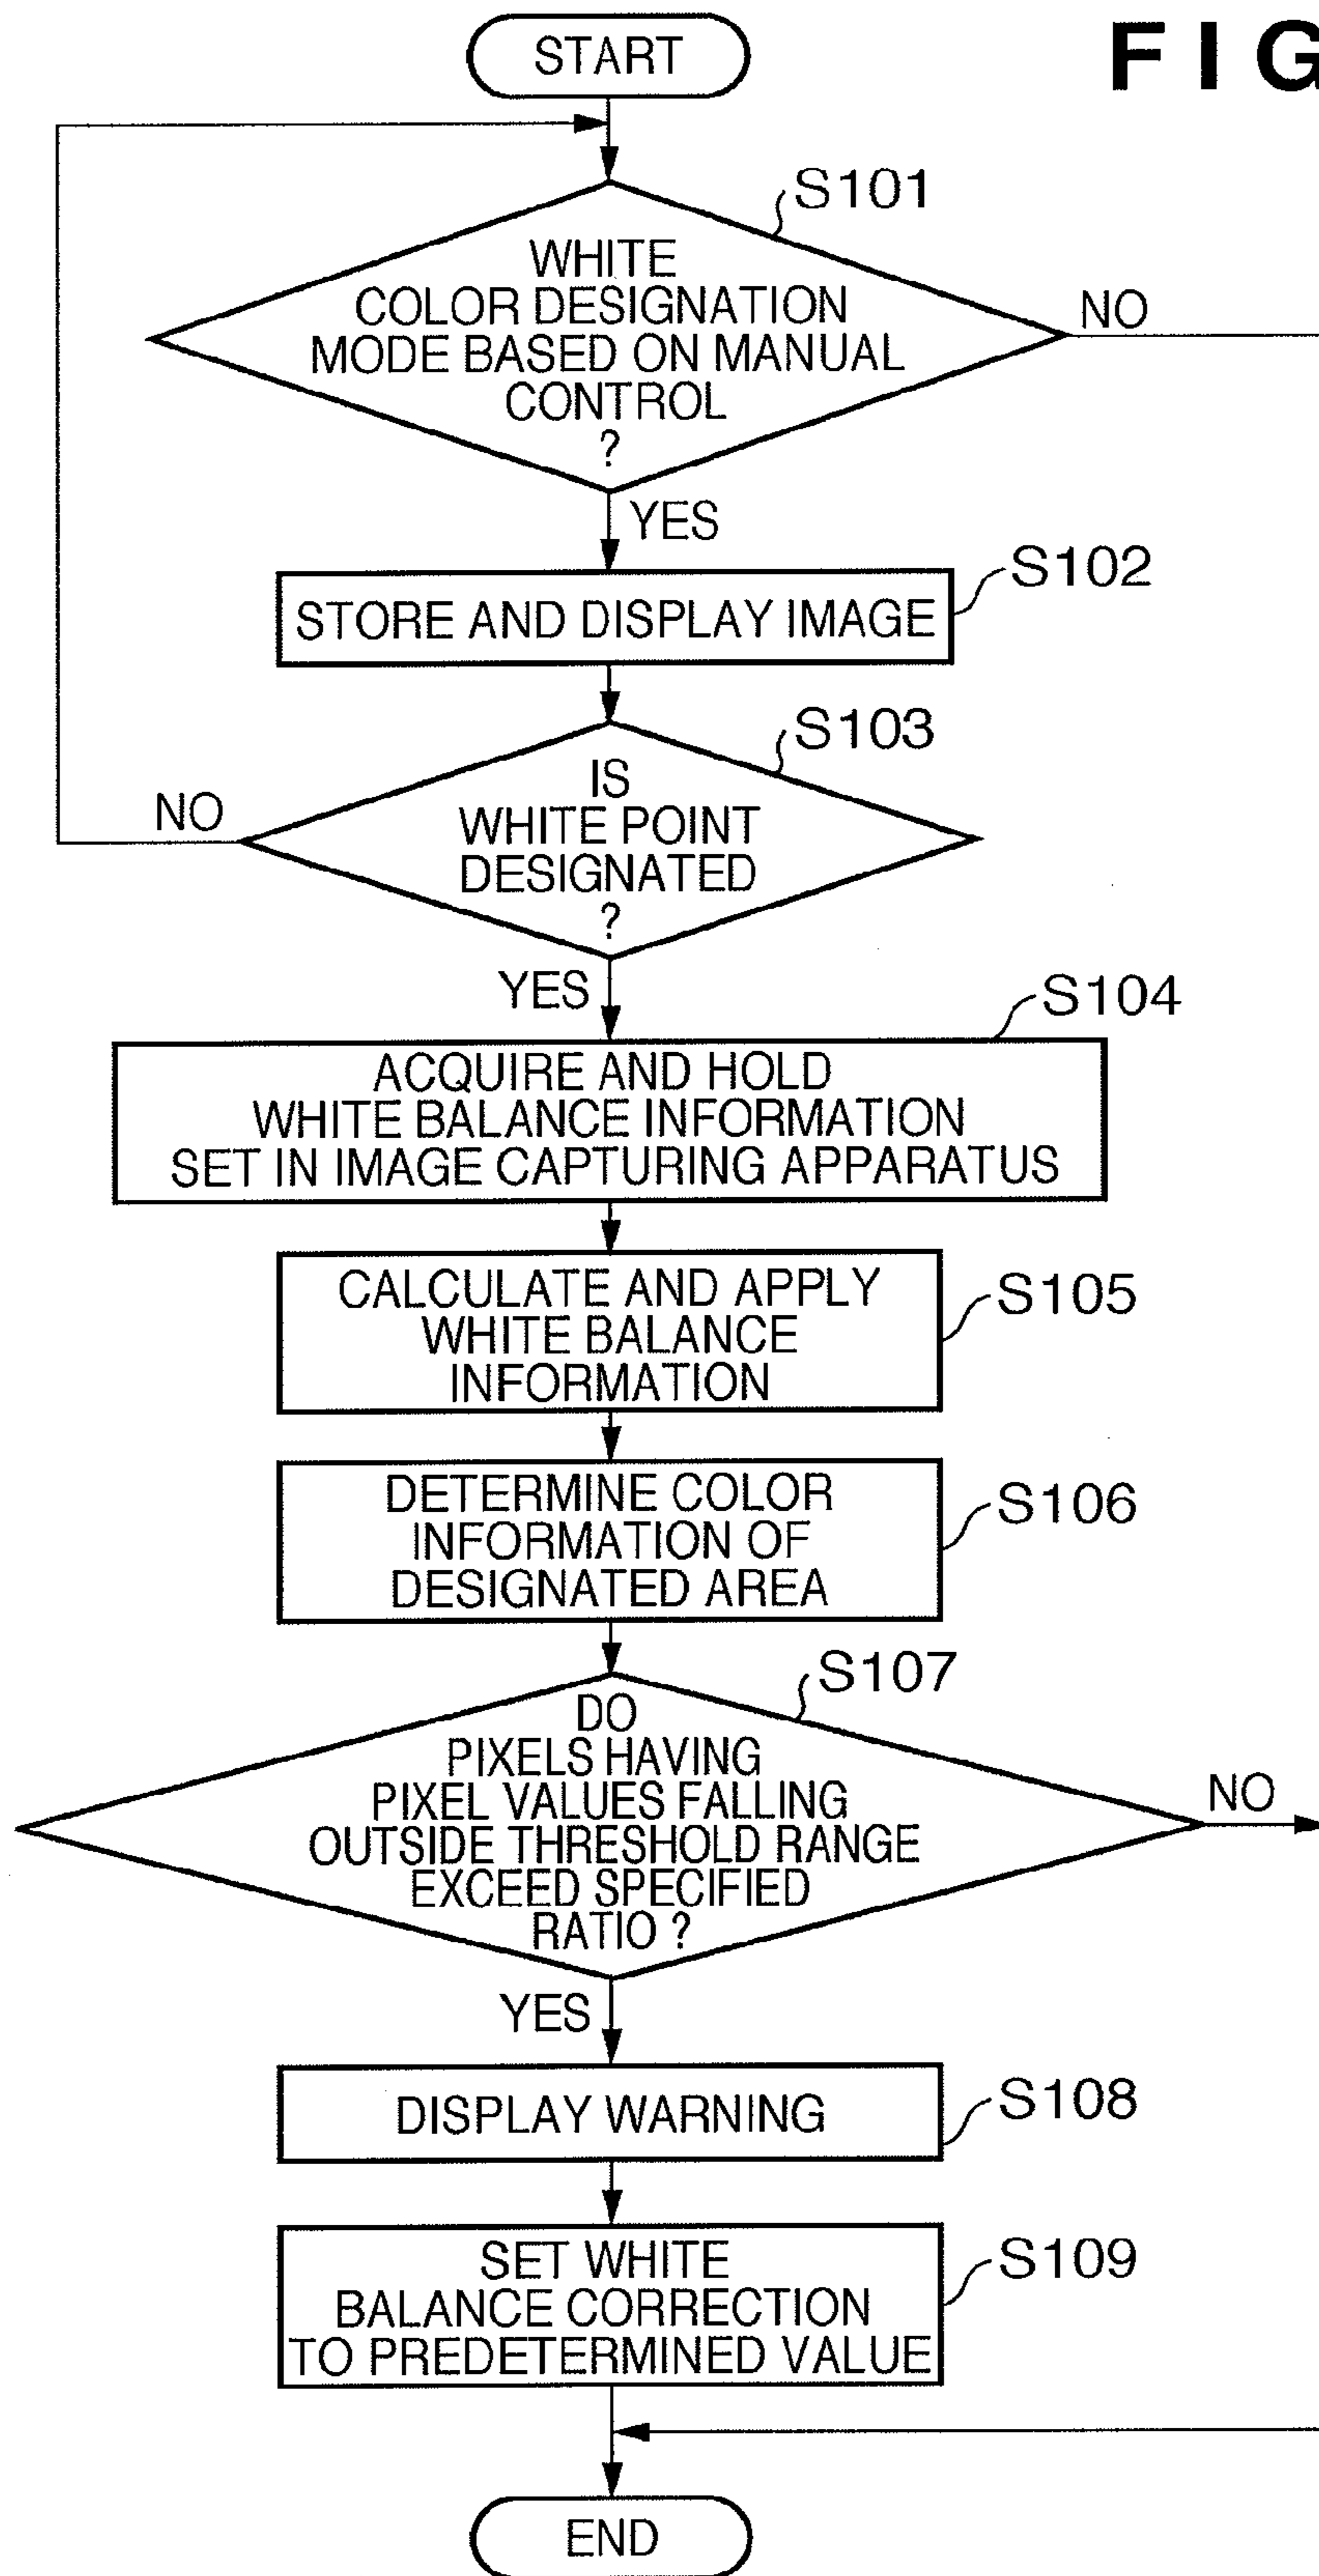 START
FIG
S101
WHITE
COLOR DESIGNATION
MODE BASED ON MANUAL
CONTROL
?
NO
YES
S102
STORE AND DISPLAY IMAGE
S103
IS
WHITE POINT
DESIGNATED
?
NO
YES
S104
ACQUIRE AND HOLD
WHITE BALANCE INFORMATION
SET IN IMAGE CAPTURING APPARATUS
CALCULATE AND APPLY
WHITE BALANCE
INFORMATION
S105
DETERMINE COLOR
INFORMATION OF
DESIGNATED AREA
S106
S107
DO
PIXELS HAVING
PIXEL VALUES FALLING
OUTSIDE THRESHOLD RANGE
EXCEED SPECIFIED
RATIO ?
NO
YES
DISPLAY WARNING
S108
SET WHITE
BALANCE CORRECTION
TO PREDETERMINED VALUE
S109
END